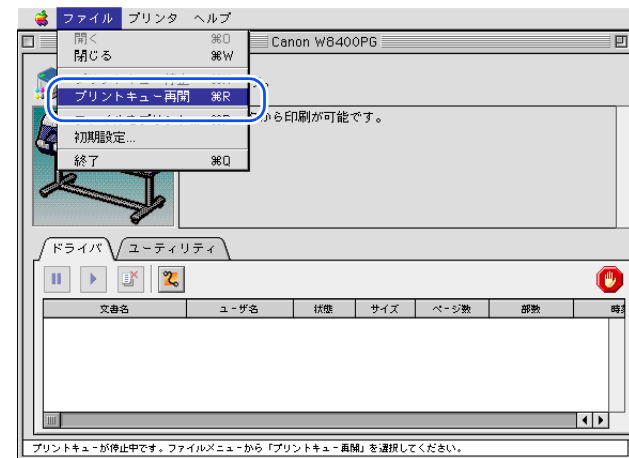 ファイル プリンタ ヘルプ
開く ⌘O
閉じる ⌘W
Canon W8400PG
プリントキュー再開 ⌘R
から印刷が可能です。
初期設定...
終了 ⌘Q
ドライバ ユーティリティ
文書名 ユーザ名 状態 サイズ ページ数 部数
プリントキューが停止中です。ファイルメニューから「プリントキュー再開」を選択してください。